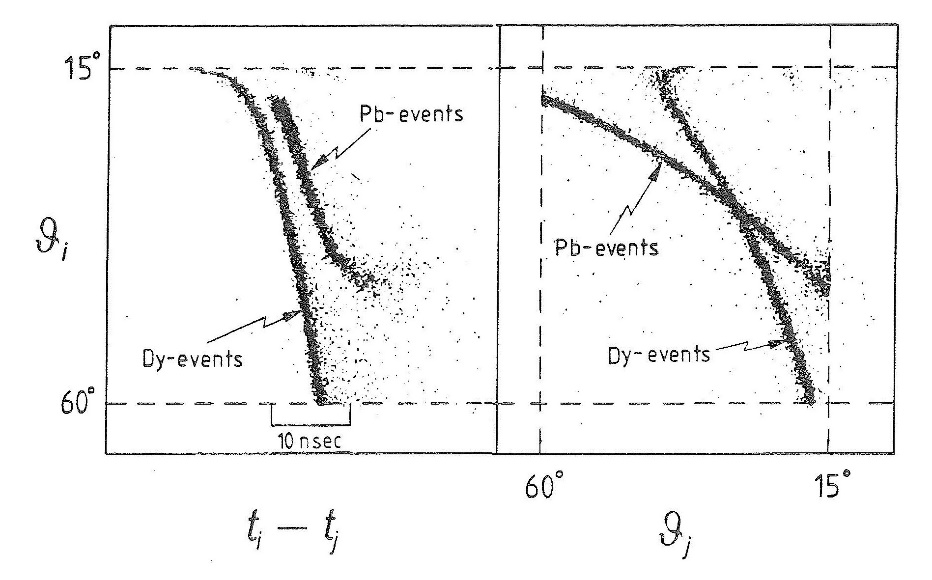 15°
Pb-events
ϑi
Pb-events
Dy-events
Dy-events
60°
10 nsec
60°
15°
ti − tj
ϑj